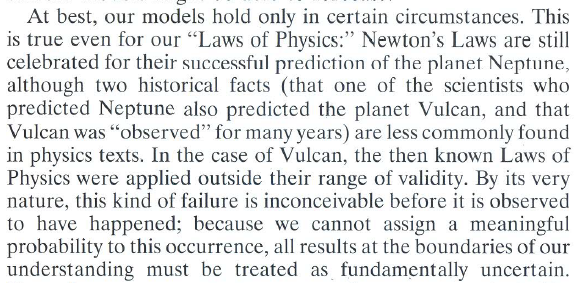 At best, our models hold only in certain circumstances. This
is true even for our “Laws of Physics:” Newton’s Laws are still
celebrated for their successful prediction of the planet Neptune,
although two historical facts (that one of the scientists who
predicted Neptune also predicted the planet Vulcan, and that
Vulcan was “observed” for many years) are less commonly found
in physics texts. In the case of Vulcan, the then known Laws of
Physics were applied outside their range of validity. By its very
nature, this kind of failure is inconceivable before it is observed
to have happened; because we cannot assign a meaningful
probability to this occurrence, all results at the boundaries of our
understanding must be treated as fundamentally uncertain.